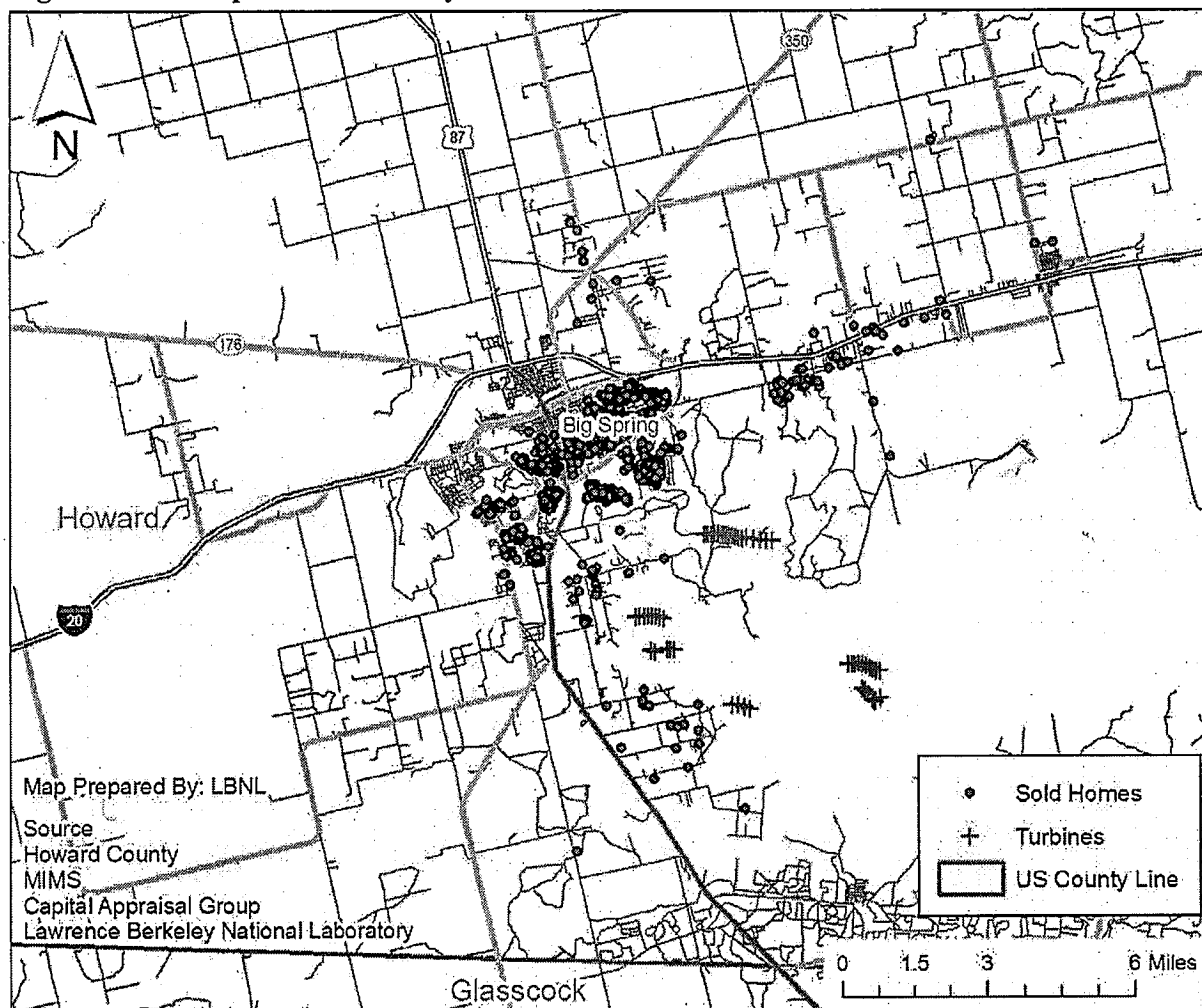 350
87
N
176
Big Spring
Howard
20
Map Prepared By: LBNL
Source
Howard County
MIMS
Capital Appraisal Group
Lawrence Berkeley National Laboratory
Sold Homes
Turbines
US County Line
0 1.5 3 6 Miles
Glasscock